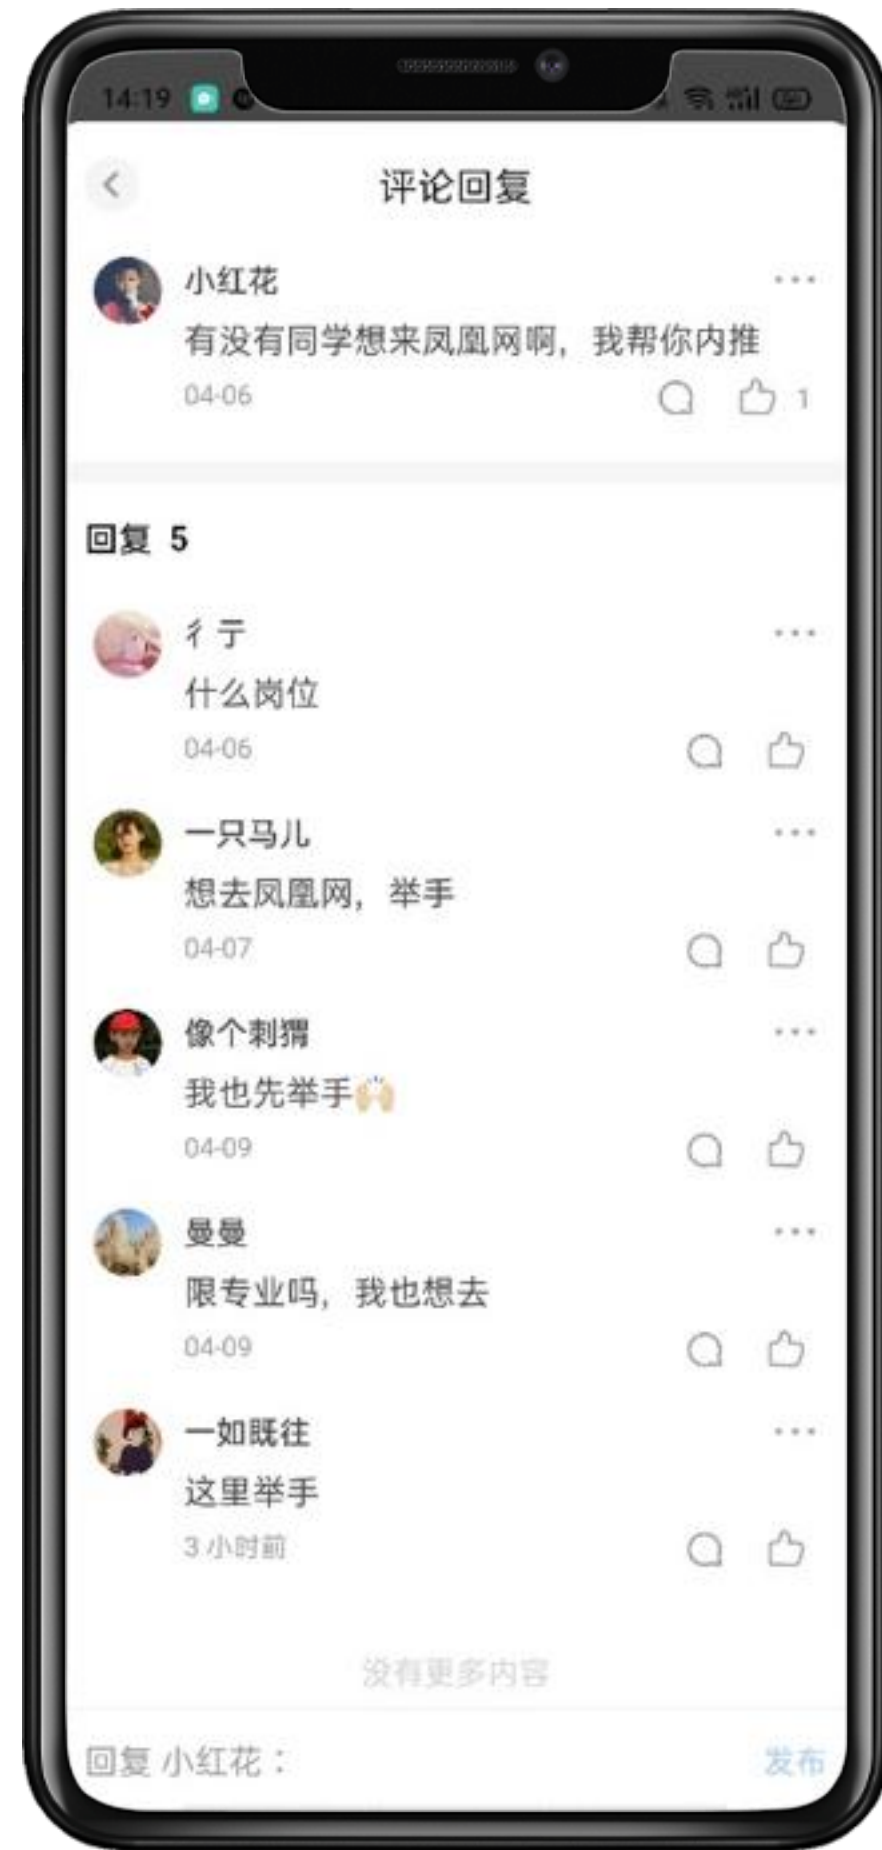 14:19
评论回复
小红花
有没有同学想来凤凰网啊，我帮你内推
04-06
1
回复 5
彳亍
什么岗位
04-06
一只马儿
想去凤凰网，举手
04-07
像个刺猬
我也先举手🙌🏻
04-09
曼曼
限专业吗，我也想去
04-09
一如既往
这里举手
3 小时前
没有更多内容
回复 小红花：
发布